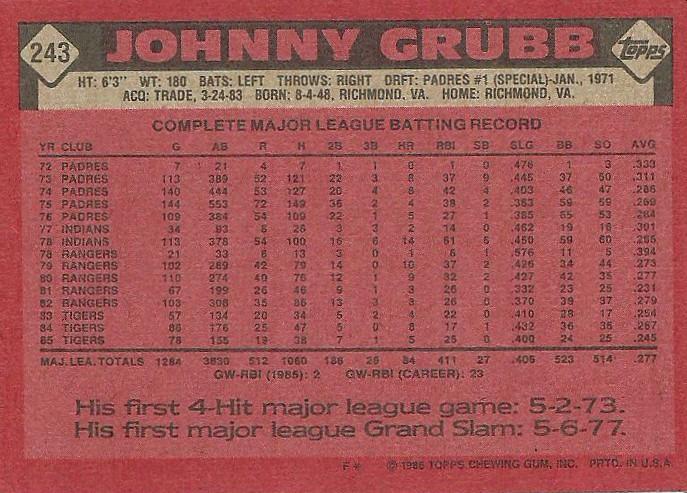 243 JOHNNY GRUBB Topps
HT: 6'3" WT: 180 BATS: LEFT THROWS: RIGHT DRFT: PADRES #1 (SPECIAL)-JAN., 1971
ACQ: TRADE, 3-24-83 BORN: 8-4-48, RICHMOND, VA. HOME: RICHMOND, VA.
COMPLETE MAJOR LEAGUE BATTING RECORD
YR CLUB G AB R H 2B 3B HR RBI SB SLG BB SO AVG
72 PADRES 7 21 4 7 1 1 0 1 0 .476 1 3 .333
73 PADRES 113 389 52 121 22 3 8 37 9 .445 37 50 .311
74 PADRES 140 444 53 127 20 4 8 42 4 .403 46 47 .286
75 PADRES 144 553 72 149 36 2 4 38 2 .363 59 59 .269
76 PADRES 109 384 54 109 22 1 5 27 1 .385 65 53 .284
77 INDIANS 34 93 8 28 3 3 2 14 0 .462 19 18 .301
78 INDIANS 113 378 54 100 16 6 14 61 5 .450 59 60 .265
78 RANGERS 21 33 8 13 3 0 1 6 1 .576 11 5 .394
79 RANGERS 102 289 42 79 14 0 10 37 2 .426 34 44 .273
80 RANGERS 110 274 40 76 12 1 9 32 2 .427 42 35 .277
81 RANGERS 67 199 26 46 9 1 3 26 0 .332 23 25 .231
82 RANGERS 103 308 35 86 13 3 3 26 0 .370 39 37 .279
83 TIGERS 57 134 20 34 5 2 4 22 0 .410 28 17 .254
84 TIGERS 86 176 25 47 5 0 8 17 1 .432 36 36 .267
85 TIGERS 78 155 19 38 7 1 5 25 0 .400 24 25 .245
MAJ. LEA. TOTALS 1284 3830 512 1060 188 28 84 411 27 .405 523 514 .277
GW-RBI (1985): 2 GW-RBI (CAREER): 23
His first 4-Hit major league game: 5-2-73.
His first major league Grand Slam: 5-6-77.
F* © 1986 TOPPS CHEWING GUM, INC. PRTD. IN U.S.A.